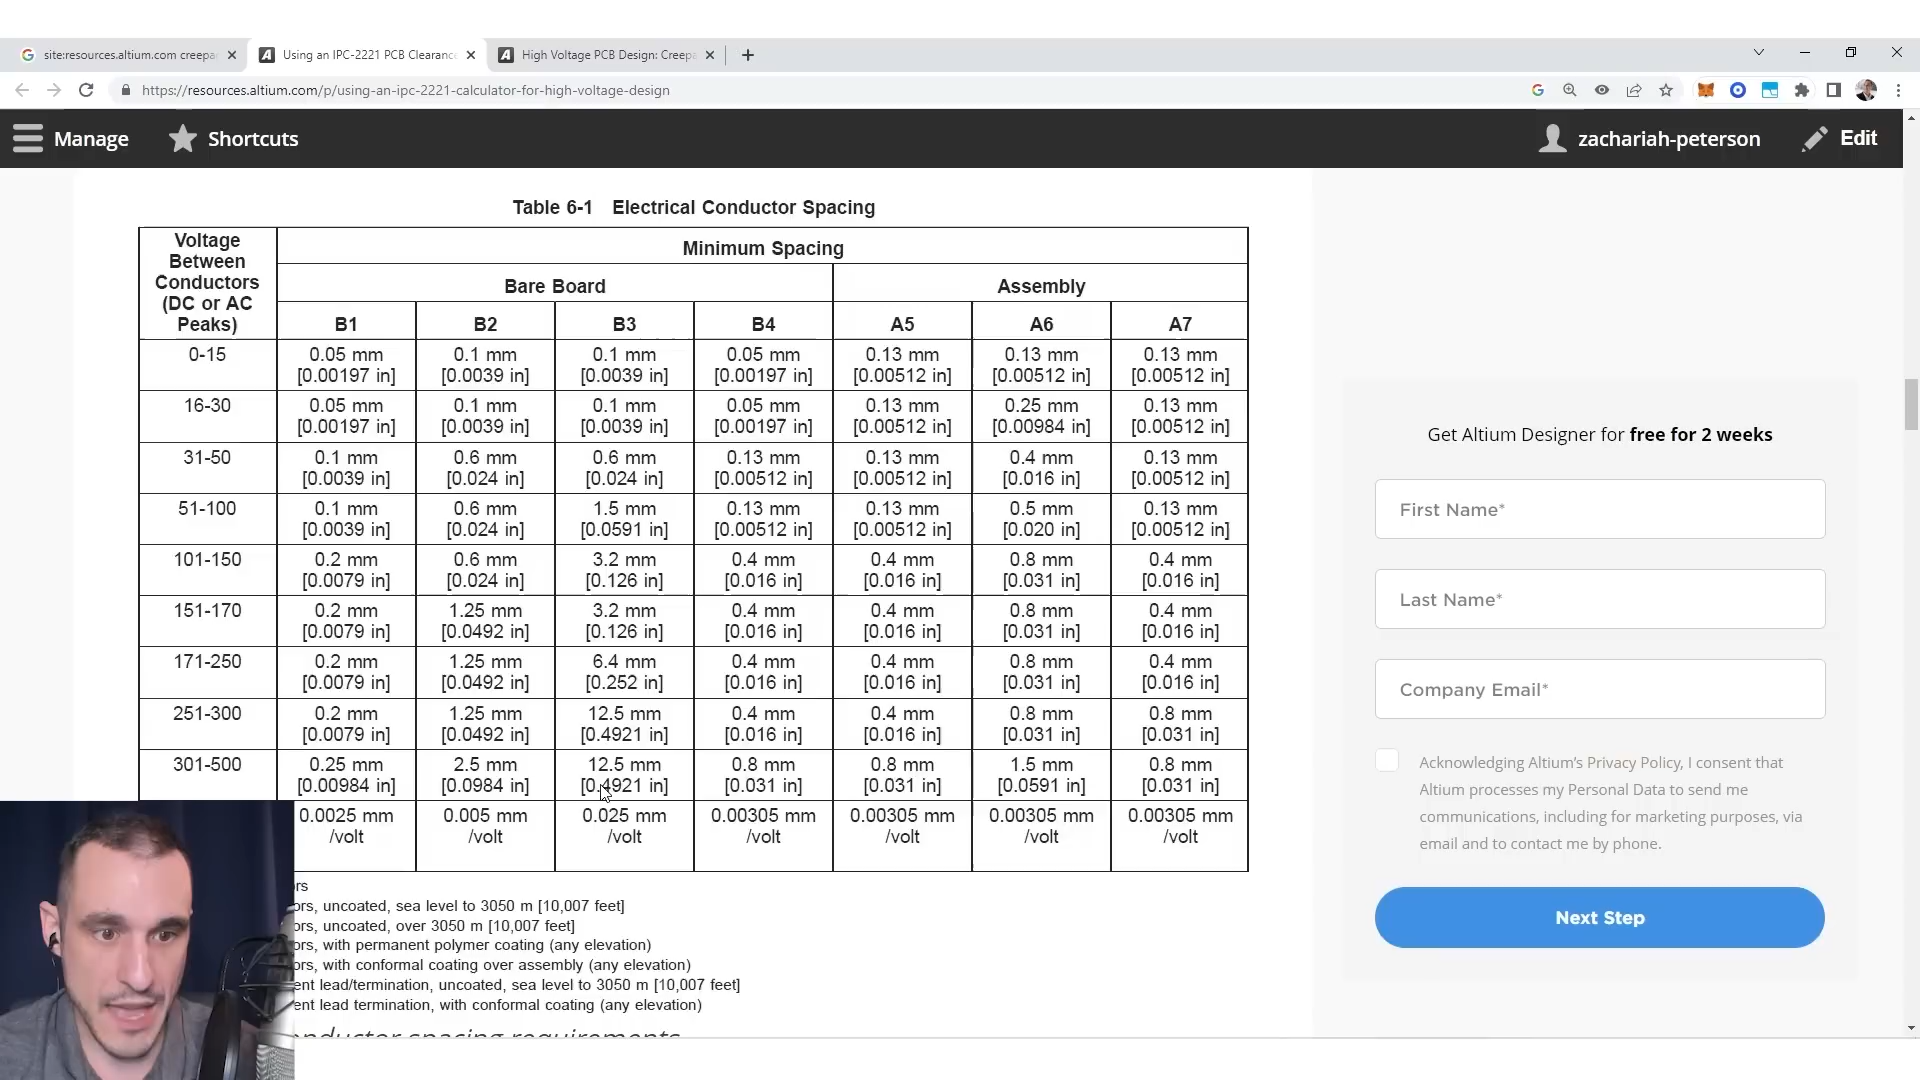 site:resources.altium.com creepa
Using an IPC-2221 PCB Clearance
High Voltage PCB Design: Creepa
https://resources.altium.com/p/using-an-ipc-2221-calculator-for-high-voltage-design
Manage
Shortcuts
zachariah-peterson
Edit
Table 6-1 Electrical Conductor Spacing
Voltage Between Conductors (DC or AC Peaks)
Minimum Spacing
Bare Board Assembly
B1 B2 B3 B4 A5 A6 A7
0-15 0.05 mm 0.1 mm 0.1 mm 0.05 mm 0.13 mm 0.13 mm 0.13 mm
[0.00197 in] [0.0039 in] [0.0039 in] [0.00197 in] [0.00512 in] [0.00512 in] [0.00512 in]
16-30 0.05 mm 0.1 mm 0.1 mm 0.05 mm 0.13 mm 0.25 mm 0.13 mm
[0.00197 in] [0.0039 in] [0.0039 in] [0.00197 in] [0.00512 in] [0.00984 in] [0.00512 in]
31-50 0.1 mm 0.6 mm 0.6 mm 0.13 mm 0.13 mm 0.4 mm 0.13 mm
[0.0039 in] [0.024 in] [0.024 in] [0.00512 in] [0.00512 in] [0.016 in] [0.00512 in]
51-100 0.1 mm 0.6 mm 1.5 mm 0.13 mm 0.13 mm 0.5 mm 0.13 mm
[0.0039 in] [0.024 in] [0.0591 in] [0.00512 in] [0.00512 in] [0.020 in] [0.00512 in]
101-150 0.2 mm 0.6 mm 3.2 mm 0.4 mm 0.4 mm 0.8 mm 0.4 mm
[0.0079 in] [0.024 in] [0.126 in] [0.016 in] [0.016 in] [0.031 in] [0.016 in]
151-170 0.2 mm 1.25 mm 3.2 mm 0.4 mm 0.4 mm 0.8 mm 0.4 mm
[0.0079 in] [0.0492 in] [0.126 in] [0.016 in] [0.016 in] [0.031 in] [0.016 in]
171-250 0.2 mm 1.25 mm 6.4 mm 0.4 mm 0.4 mm 0.8 mm 0.4 mm
[0.0079 in] [0.0492 in] [0.252 in] [0.016 in] [0.016 in] [0.031 in] [0.016 in]
251-300 0.2 mm 1.25 mm 12.5 mm 0.4 mm 0.4 mm 0.8 mm 0.8 mm
[0.0079 in] [0.0492 in] [0.4921 in] [0.016 in] [0.016 in] [0.031 in] [0.031 in]
301-500 0.25 mm 2.5 mm 12.5 mm 0.8 mm 0.8 mm 1.5 mm 0.8 mm
[0.00984 in] [0.0984 in] [0.4921 in] [0.031 in] [0.031 in] [0.0591 in] [0.031 in]
0.0025 mm 0.005 mm 0.025 mm 0.00305 mm 0.00305 mm 0.00305 mm 0.00305 mm
/volt /volt /volt /volt /volt /volt /volt
ors
ors, uncoated, sea level to 3050 m [10,007 feet]
ors, uncoated, over 3050 m [10,007 feet]
ors, with permanent polymer coating (any elevation)
ors, with conformal coating over assembly (any elevation)
ent lead/termination, uncoated, sea level to 3050 m [10,007 feet]
ent lead termination, with conformal coating (any elevation)
onductor spacing requirements
Get Altium Designer for free for 2 weeks
First Name*
Last Name*
Company Email*
Acknowledging Altium's Privacy Policy, I consent that
Altium processes my Personal Data to send me
communications, including for marketing purposes, via
email and to contact me by phone.
Next Step